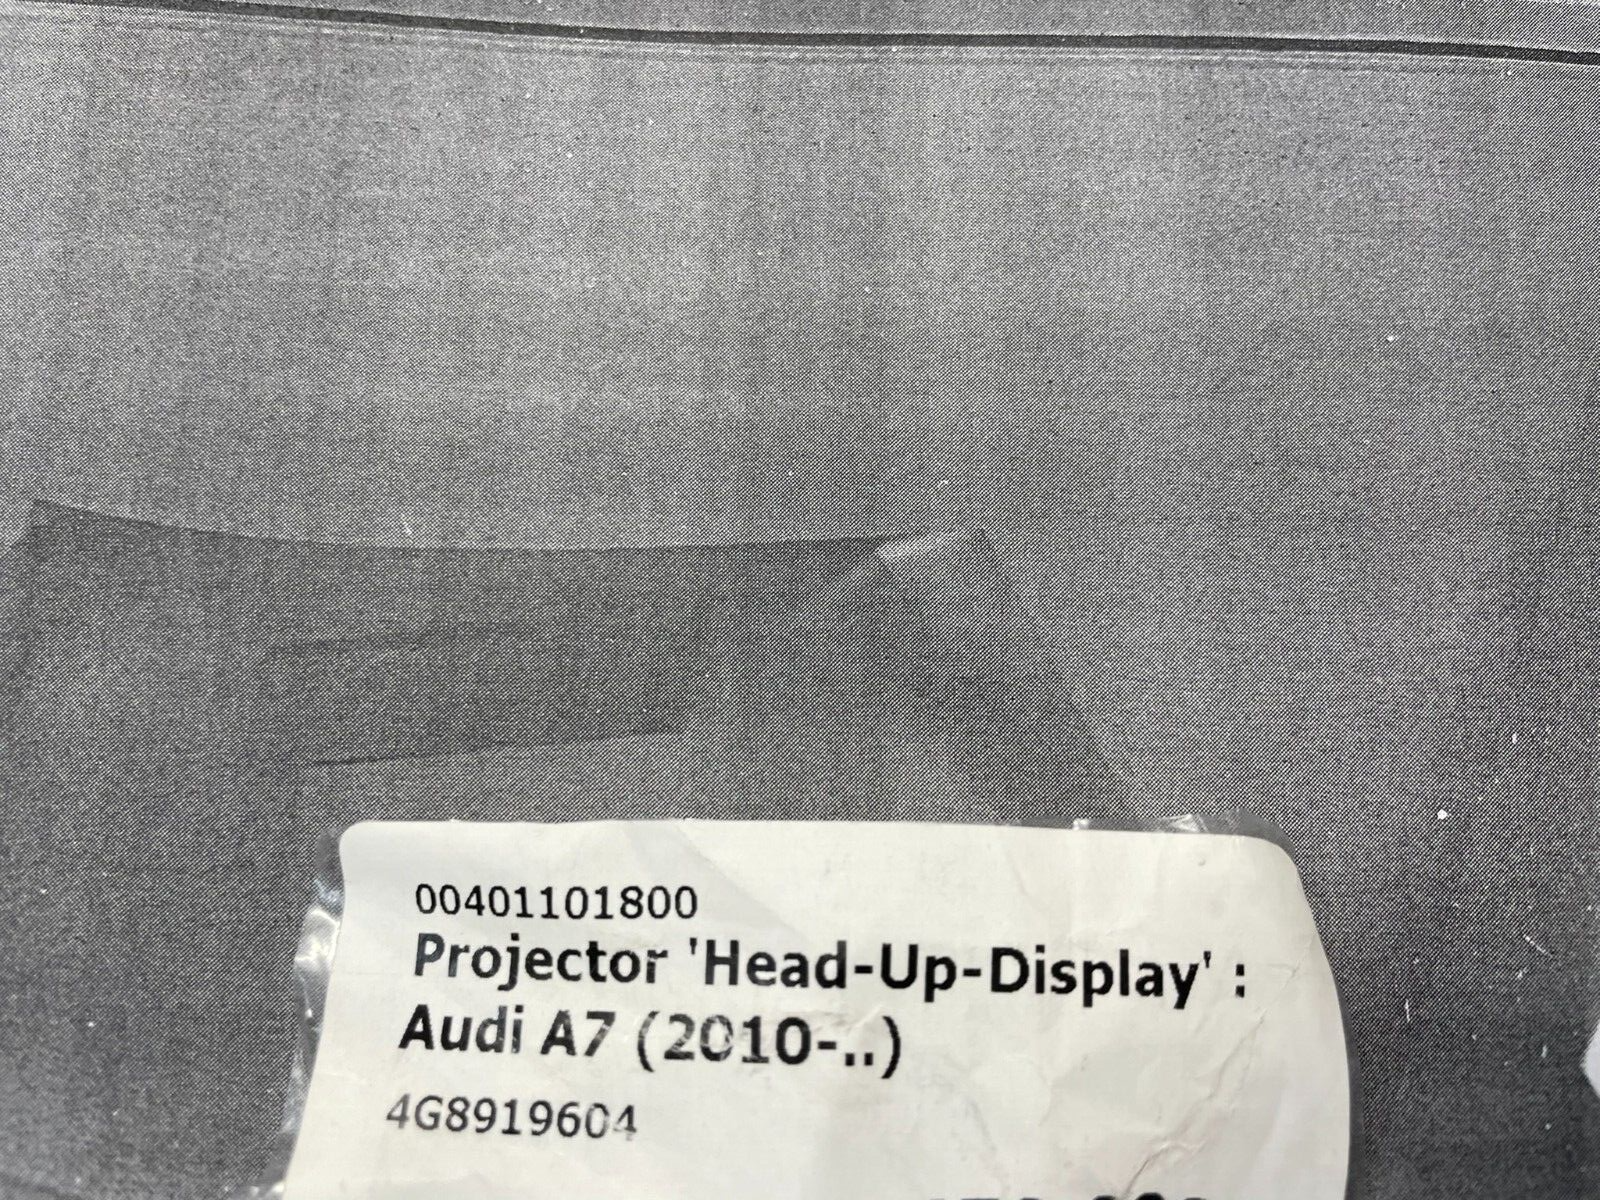 00401101800
Projector 'Head-Up-Display' :
Audi A7 (2010-..)
4G8919604